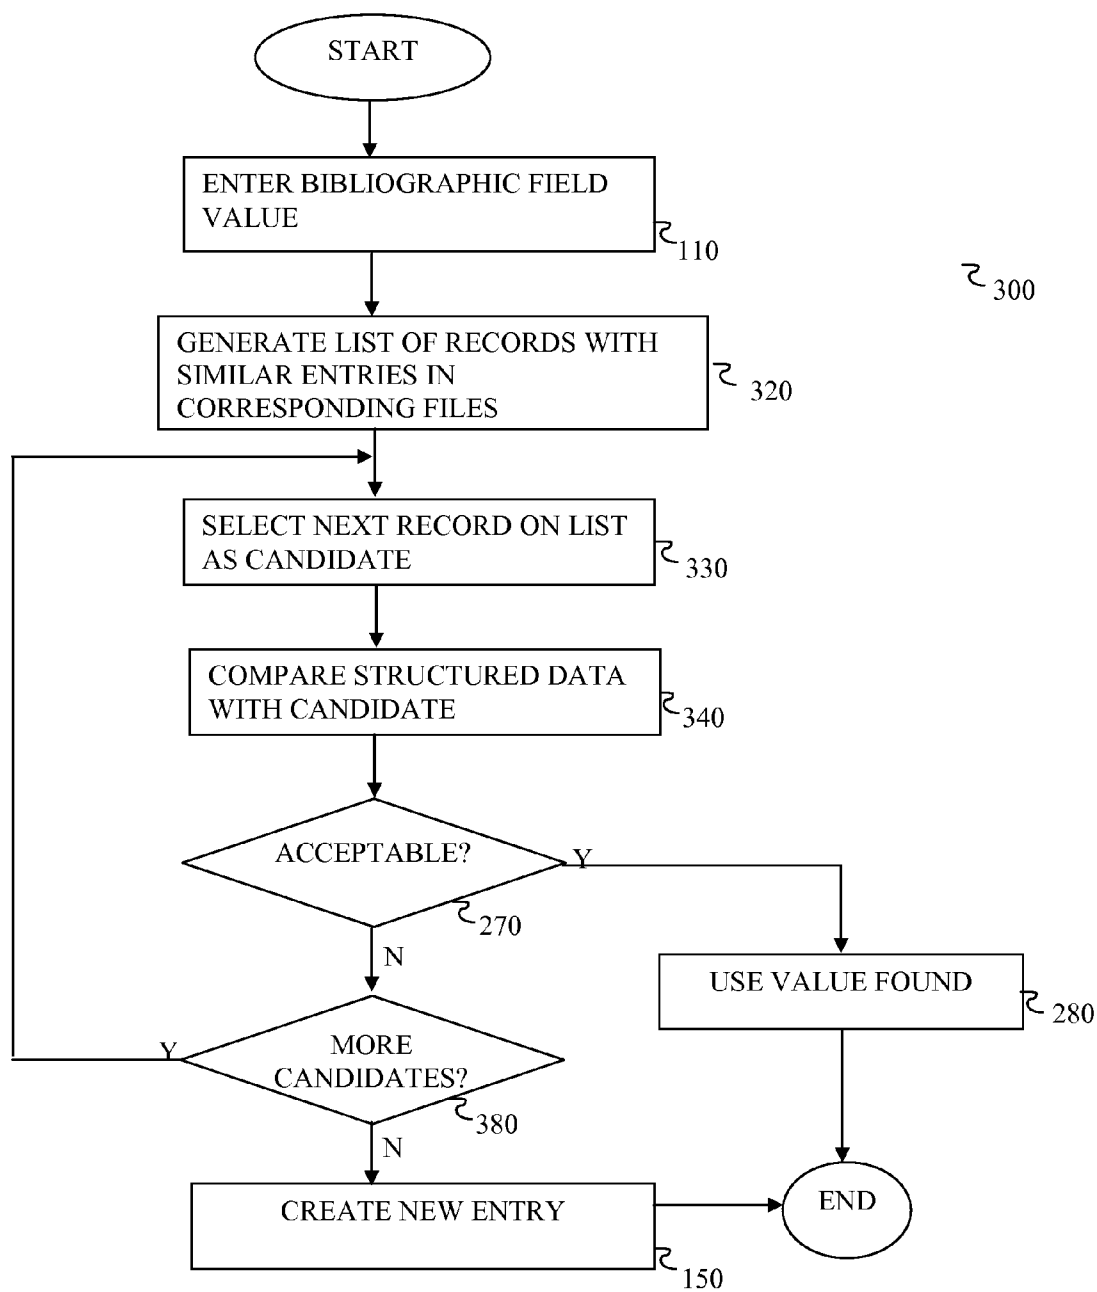 START
ENTER BIBLIOGRAPHIC FIELD
VALUE
110
300
GENERATE LIST OF RECORDS WITH
SIMILAR ENTRIES IN
CORRESPONDING FILES
320
SELECT NEXT RECORD ON LIST
AS CANDIDATE
330
COMPARE STRUCTURED DATA
WITH CANDIDATE
340
ACCEPTABLE?
Y
270
N
USE VALUE FOUND
280
MORE
CANDIDATES?
Y
380
N
CREATE NEW ENTRY
150
END